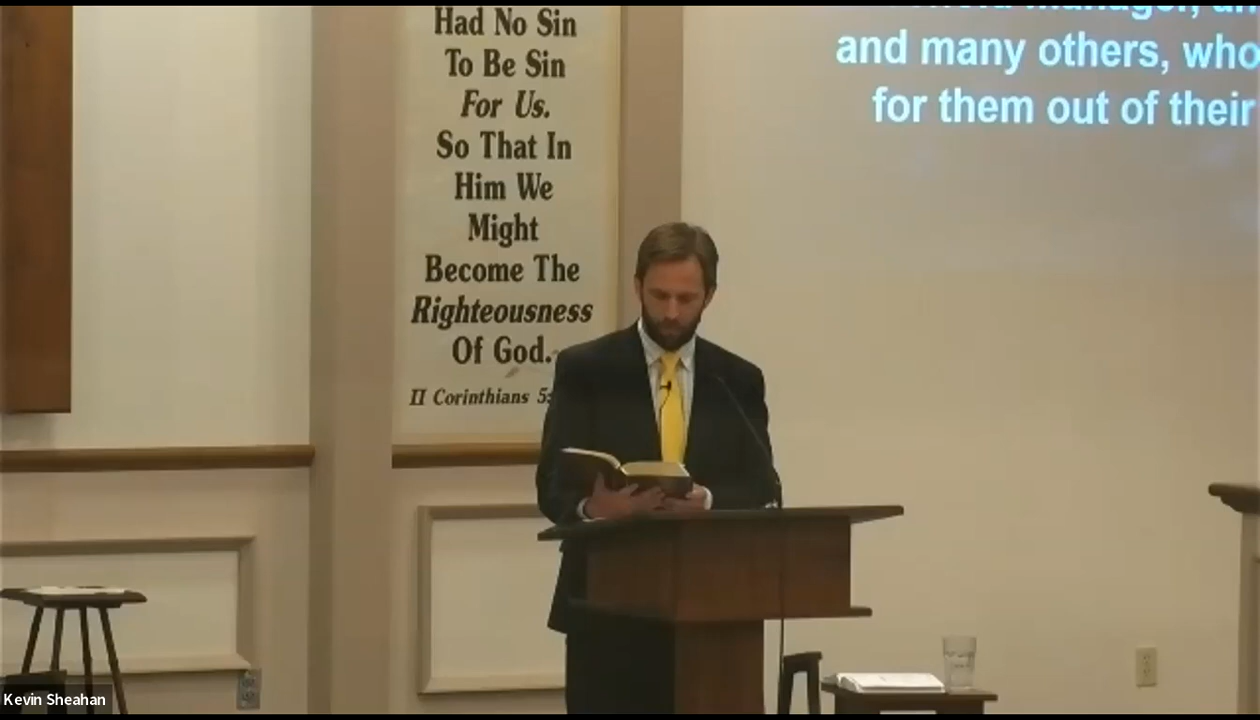 Had No Sin
To Be Sin
For Us.
So That In
Him We
Might
Become The
Righteousness
Of God.
II Corinthians 5:
and many others, who
for them out of their
Kevin Sheahan